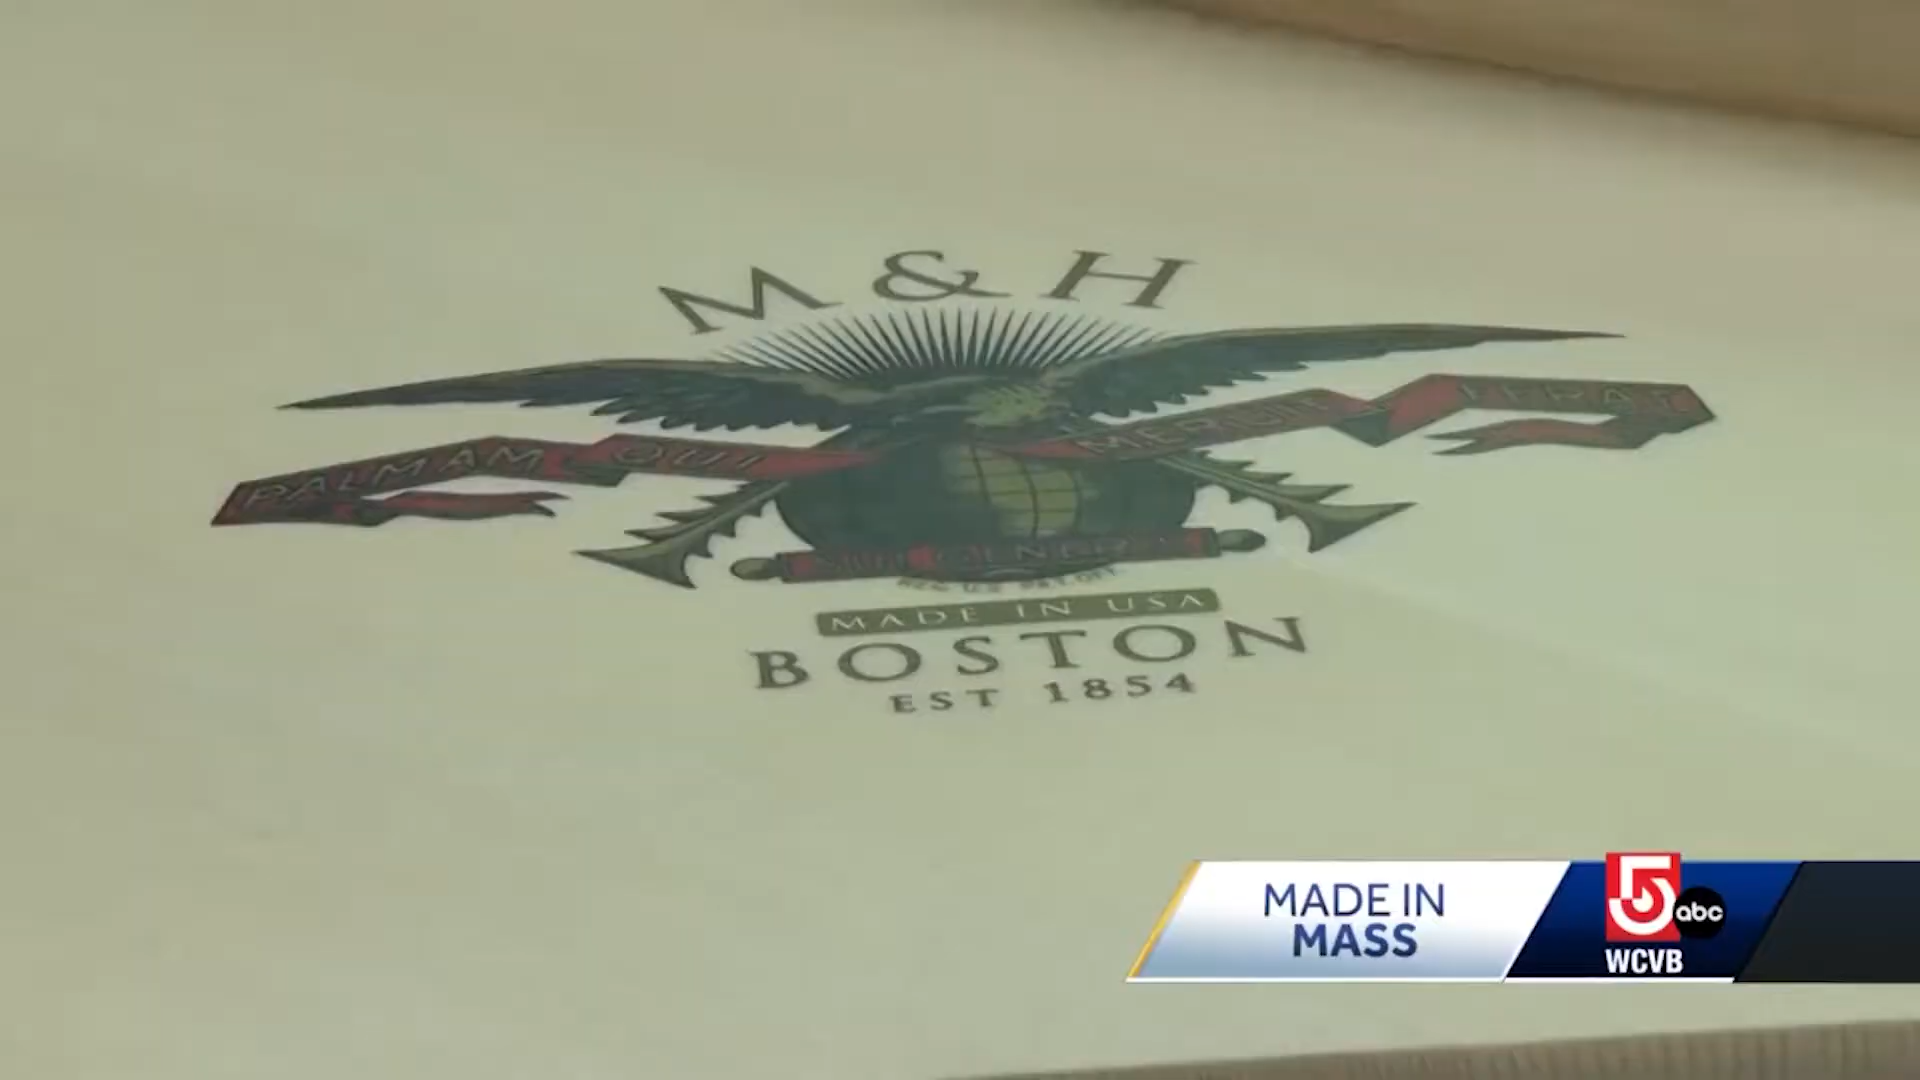 M & H
PALMAM QUI MERUIT FERAT
MADE IN USA
BOSTON
EST 1854
MADE IN
MASS
5
abc
WCVB